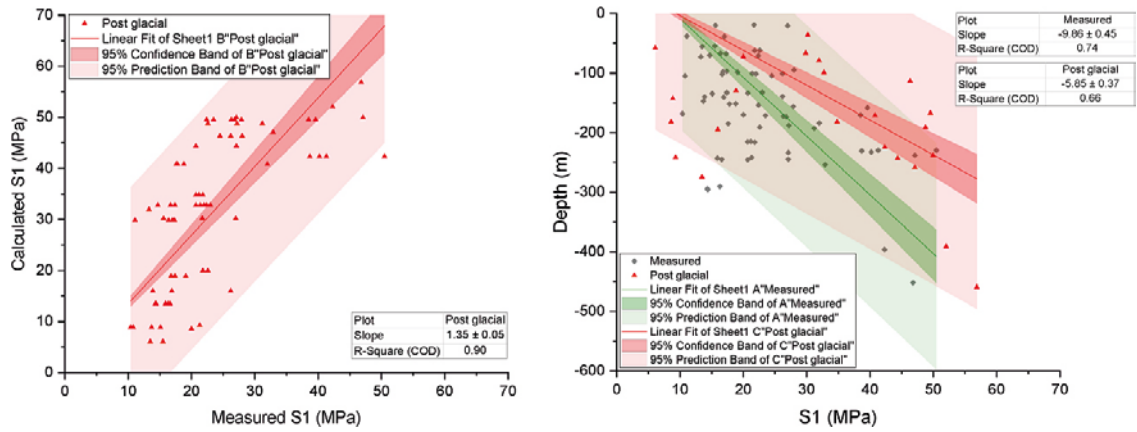 70
60
50
40
30
20
10
0
Calculated S1 (MPa)
Post glacial
Linear Fit of Sheet1 B"Post glacial"
95% Confidence Band of B"Post glacial"
95% Prediction Band of B"Post glacial"
Plot Post glacial
Slope 1.35 ± 0.05
R-Square (COD) 0.90
0 10 20 30 40 50 60 70
Measured S1 (MPa)
0
-100
-200
-300
-400
-500
-600
Depth (m)
Plot Measured
Slope -9.86 ± 0.45
R-Square (COD) 0.74
Plot Post glacial
Slope -5.85 ± 0.37
R-Square (COD) 0.66
Measured
Post glacial
Linear Fit of Sheet1 A"Measured"
95% Confidence Band of A"Measured"
95% Prediction Band of A"Measured"
Linear Fit of Sheet1 C"Post glacial"
95% Confidence Band of C"Post glacial"
95% Prediction Band of C"Post glacial"
0 10 20 30 40 50 60 70
S1 (MPa)